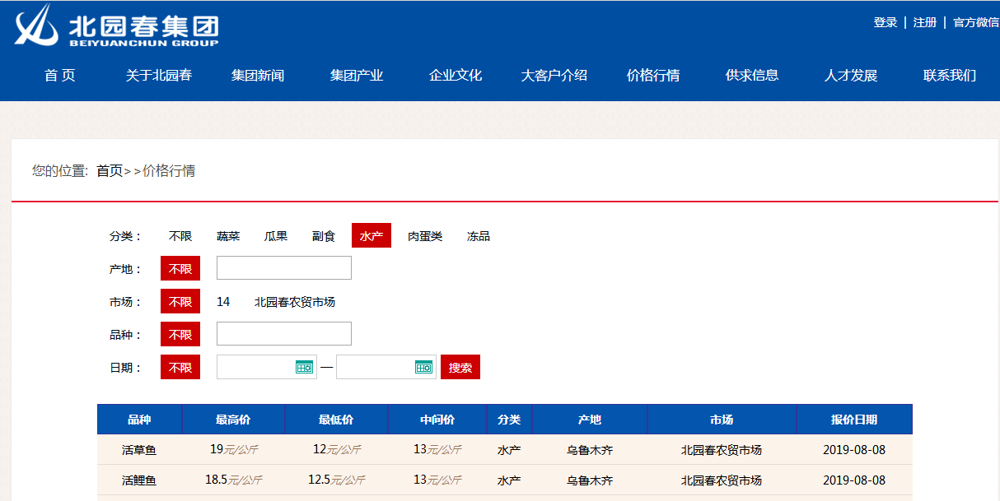 北园春集团
BEIYUANCHUN GROUP
登录 | 注册 | 官方微信
首 页 关于北园春 集团新闻 集团产业 企业文化 大客户介绍 价格行情 供求信息 人才发展 联系我们
您的位置: 首页>>价格行情
分类： 不限 蔬菜 瓜果 副食 水产 肉蛋类 冻品
产地： 不限
市场： 不限 14 北园春农贸市场
品种： 不限
日期： 不限 — 搜索
品种 最高价 最低价 中间价 分类 产地 市场 报价日期
活草鱼 19元/公斤 12元/公斤 13元/公斤 水产 乌鲁木齐 北园春农贸市场 2019-08-08
活鲤鱼 18.5元/公斤 12.5元/公斤 13元/公斤 水产 乌鲁木齐 北园春农贸市场 2019-08-08